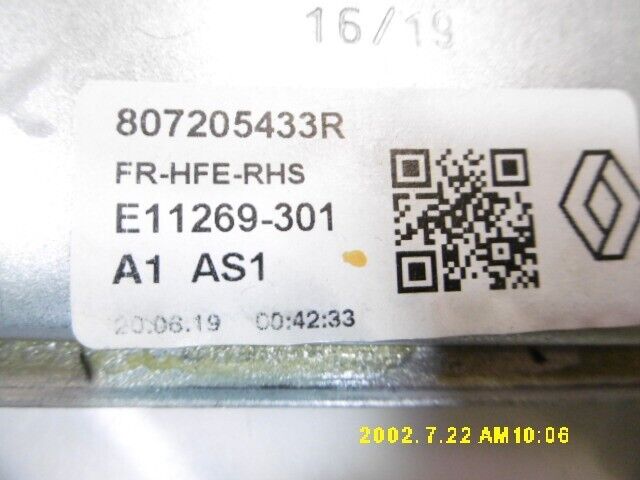 16/19
807205433R
FR-HFE-RHS
E11269-301
A1 AS1
20.06.19 00:42:33
2002.7.22 AM10:06